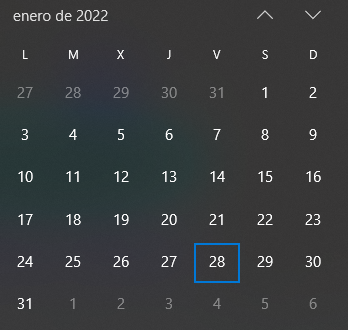 enero de 2022
L M X J V S D
27 28 29 30 31 1 2
3 4 5 6 7 8 9
10 11 12 13 14 15 16
17 18 19 20 21 22 23
24 25 26 27 28 29 30
31 1 2 3 4 5 6